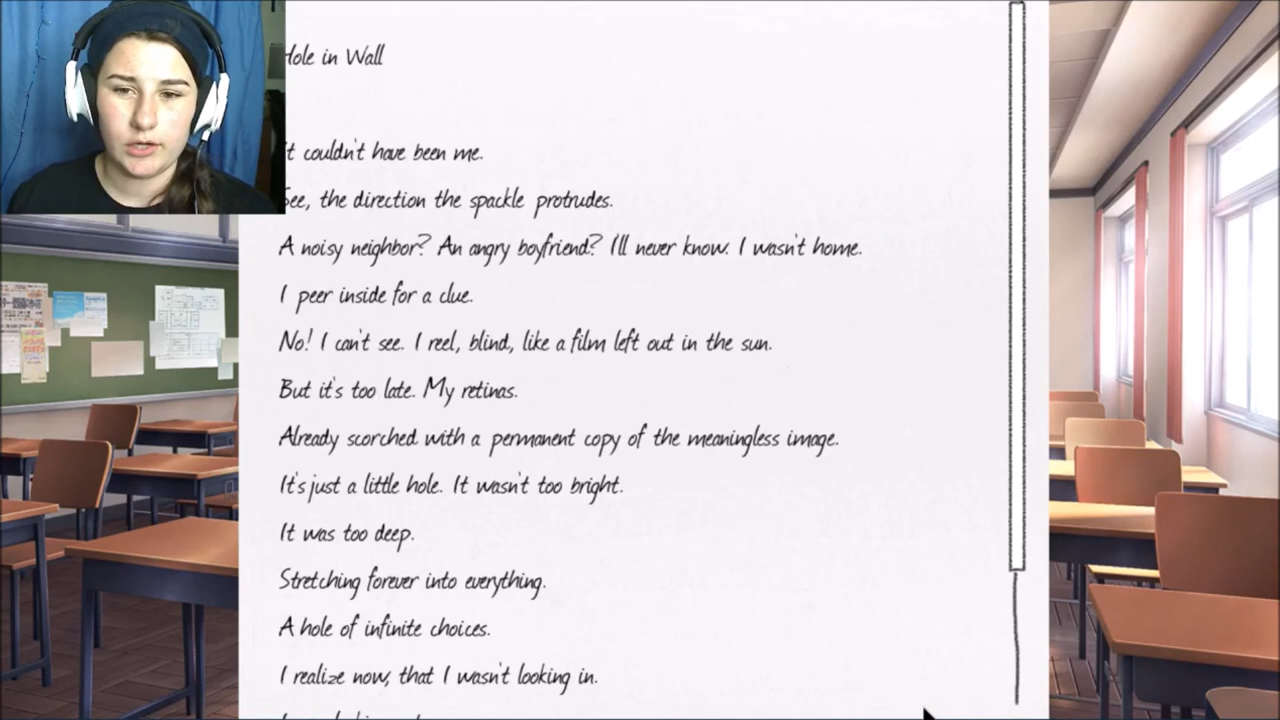 Hole in Wall
It couldn't have been me.
See, the direction the spackle protrudes.
A noisy neighbor? An angry boyfriend? I'll never know. I wasn't home.
I peer inside for a clue.
No! I can't see. I reel, blind, like a film left out in the sun.
But it's too late. My retinas.
Already scorched with a permanent copy of the meaningless image.
It's just a little hole. It wasn't too bright.
It was too deep.
Stretching forever into everything.
A hole of infinite choices.
I realize now, that I wasn't looking in.